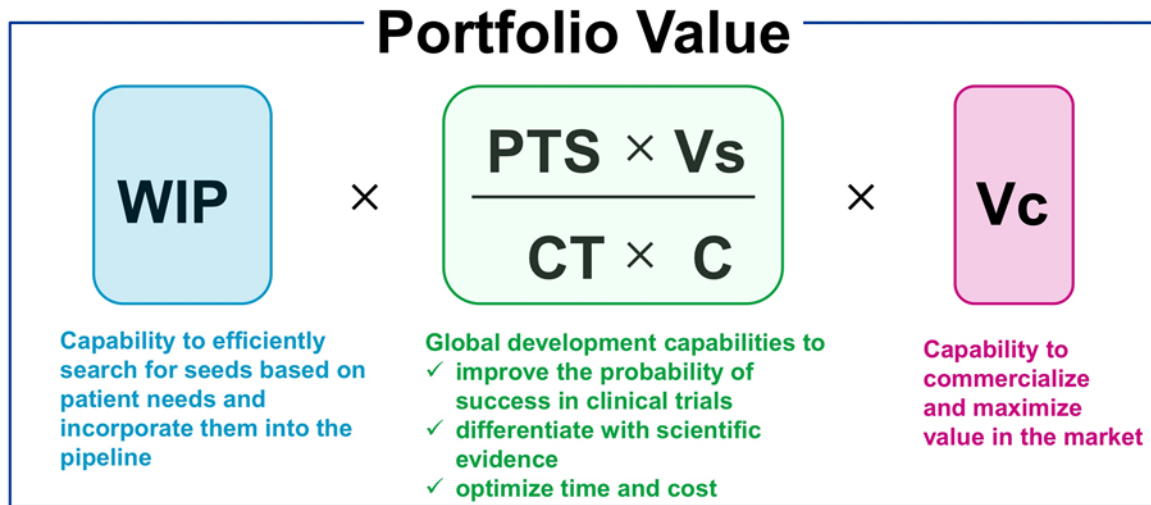 Portfolio Value
WIP
×
PTS × Vs
CT × C
×
Vc
Capability to efficiently
search for seeds based on
patient needs and
incorporate them into the
pipeline
Global development capabilities to
✓ improve the probability of
success in clinical trials
✓ differentiate with scientific
evidence
✓ optimize time and cost
Capability to
commercialize
and maximize
value in the market